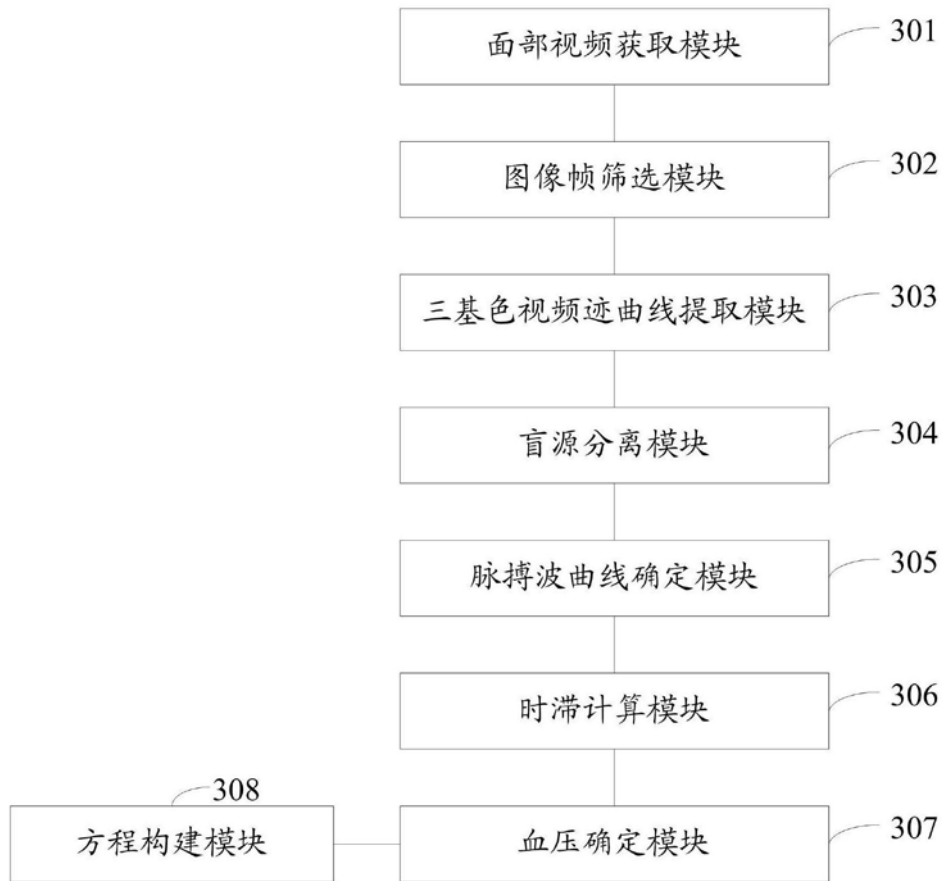 面部视频获取模块 301
图像帧筛选模块 302
三基色视频迹曲线提取模块 303
盲源分离模块 304
脉搏波曲线确定模块 305
时滞计算模块 306
308
方程构建模块 血压确定模块 307